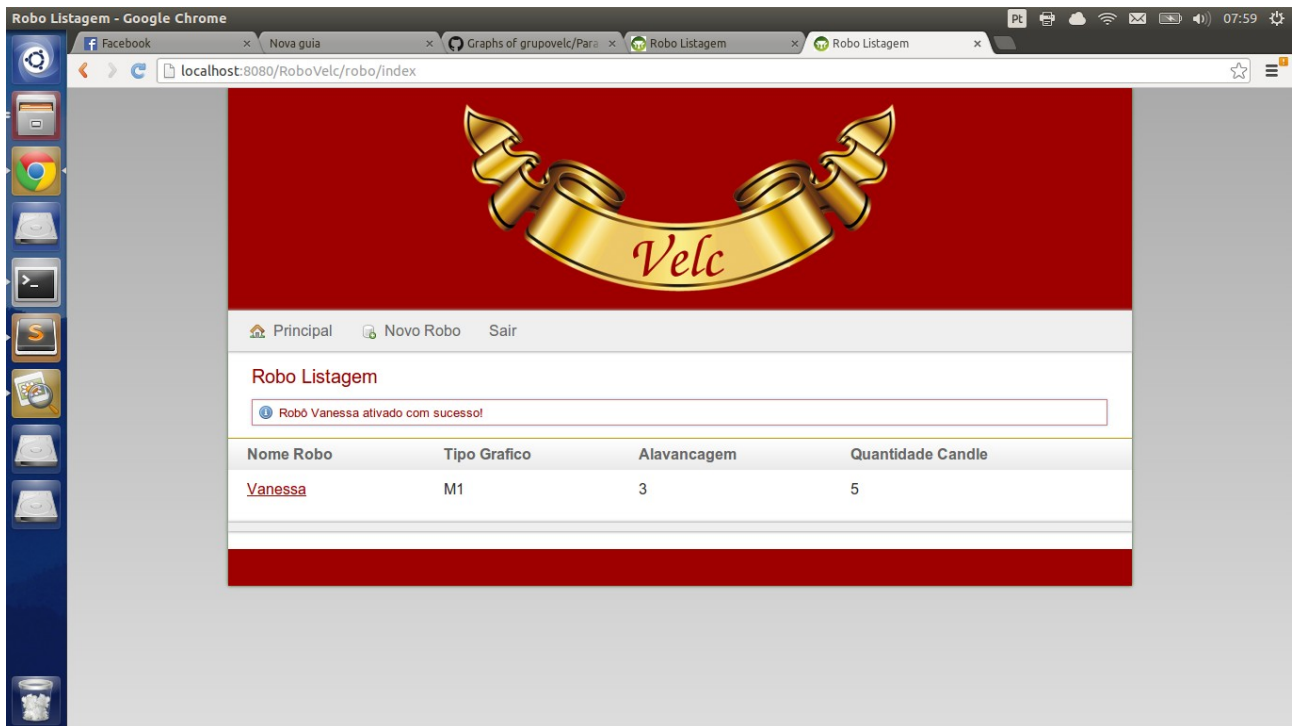 Robo Listagem - Google Chrome
Pt
07:59
Facebook
Nova guia
Graphs of grupovelc/Para
Robo Listagem
Robo Listagem
localhost:8080/RoboVelc/robo/index
Velc
Principal Novo Robo Sair
Robo Listagem
Robô Vanessa ativado com sucesso!
Nome Robo Tipo Grafico Alavancagem Quantidade Candle
Vanessa M1 3 5